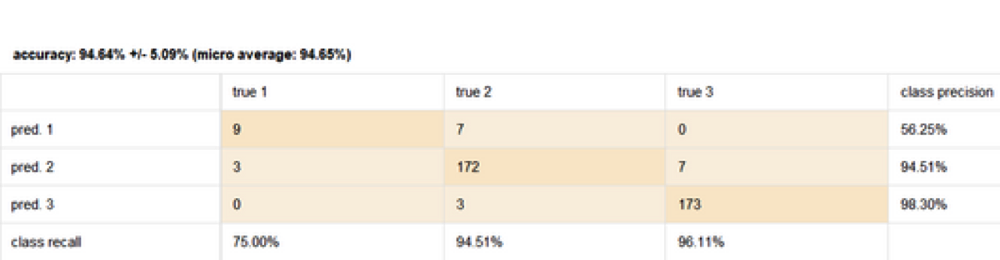 accuracy: 94.64% +/- 5.09% (micro average: 94.65%)
true 1 true 2 true 3 class precision
pred. 1 9 7 0 56.25%
pred. 2 3 172 7 94.51%
pred. 3 0 3 173 98.30%
class recall 75.00% 94.51% 96.11%